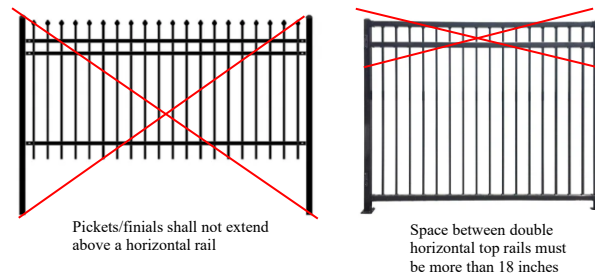 Pickets/finials shall not extend
above a horizontal rail
Space between double
horizontal top rails must
be more than 18 inches